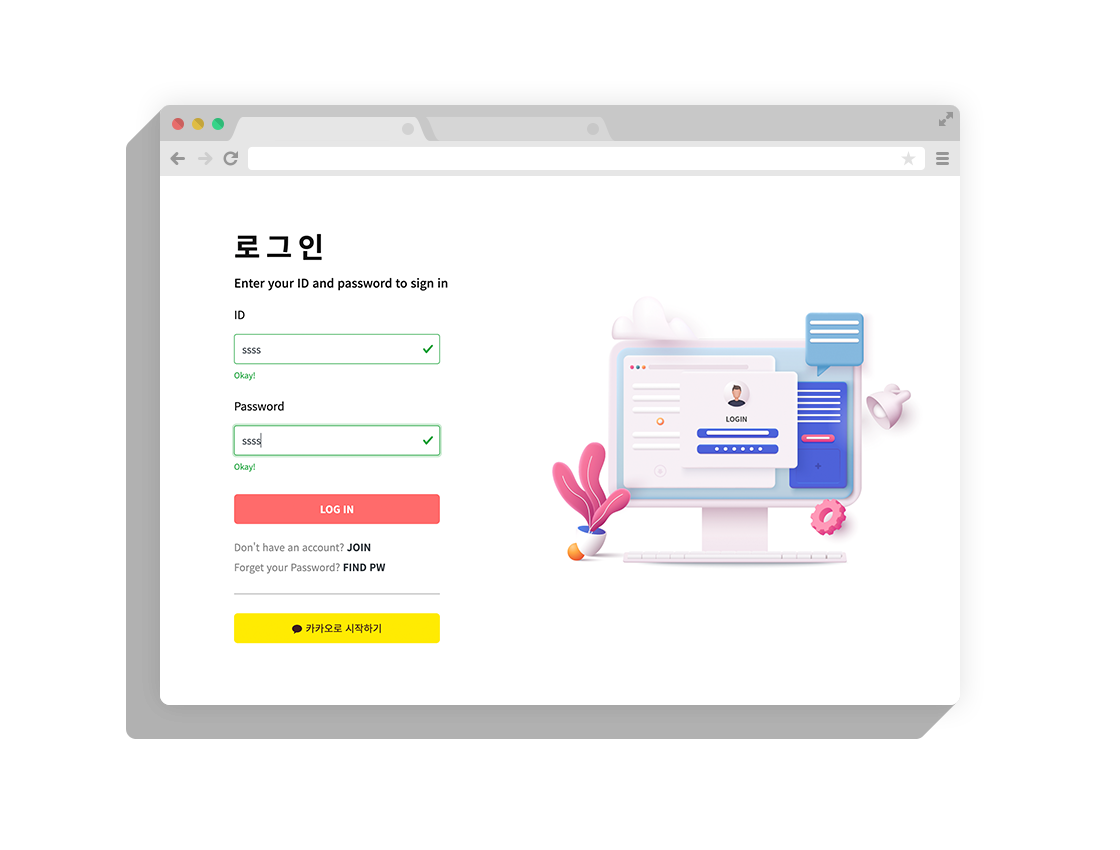 로그인
Enter your ID and password to sign in
ID
ssss
Okay!
Password
ssss
Okay!
LOG IN
Don't have an account? JOIN
Forget your Password? FIND PW
카카오로 시작하기
LOGIN